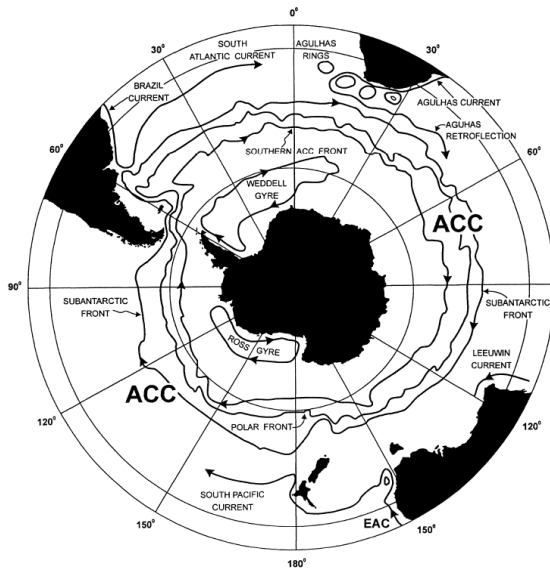 0°
30°
SOUTH
ATLANTIC CURRENT
AGULHAS
RINGS
30°
BRAZIL
CURRENT
AGULHAS CURRENT
AGUHAS
RETROFLECTION
60°
SOUTHERN ACC FRONT
60°
WEDDELL
GYRE
ACC
90°
90°
SUBANTARCTIC
FRONT
SUBANTARCTIC
FRONT
ROSS
GYRE
LEEUWIN
CURRENT
ACC
120°
POLAR FRONT
120°
SOUTH PACIFIC
CURRENT
150°
EAC
150°
180°